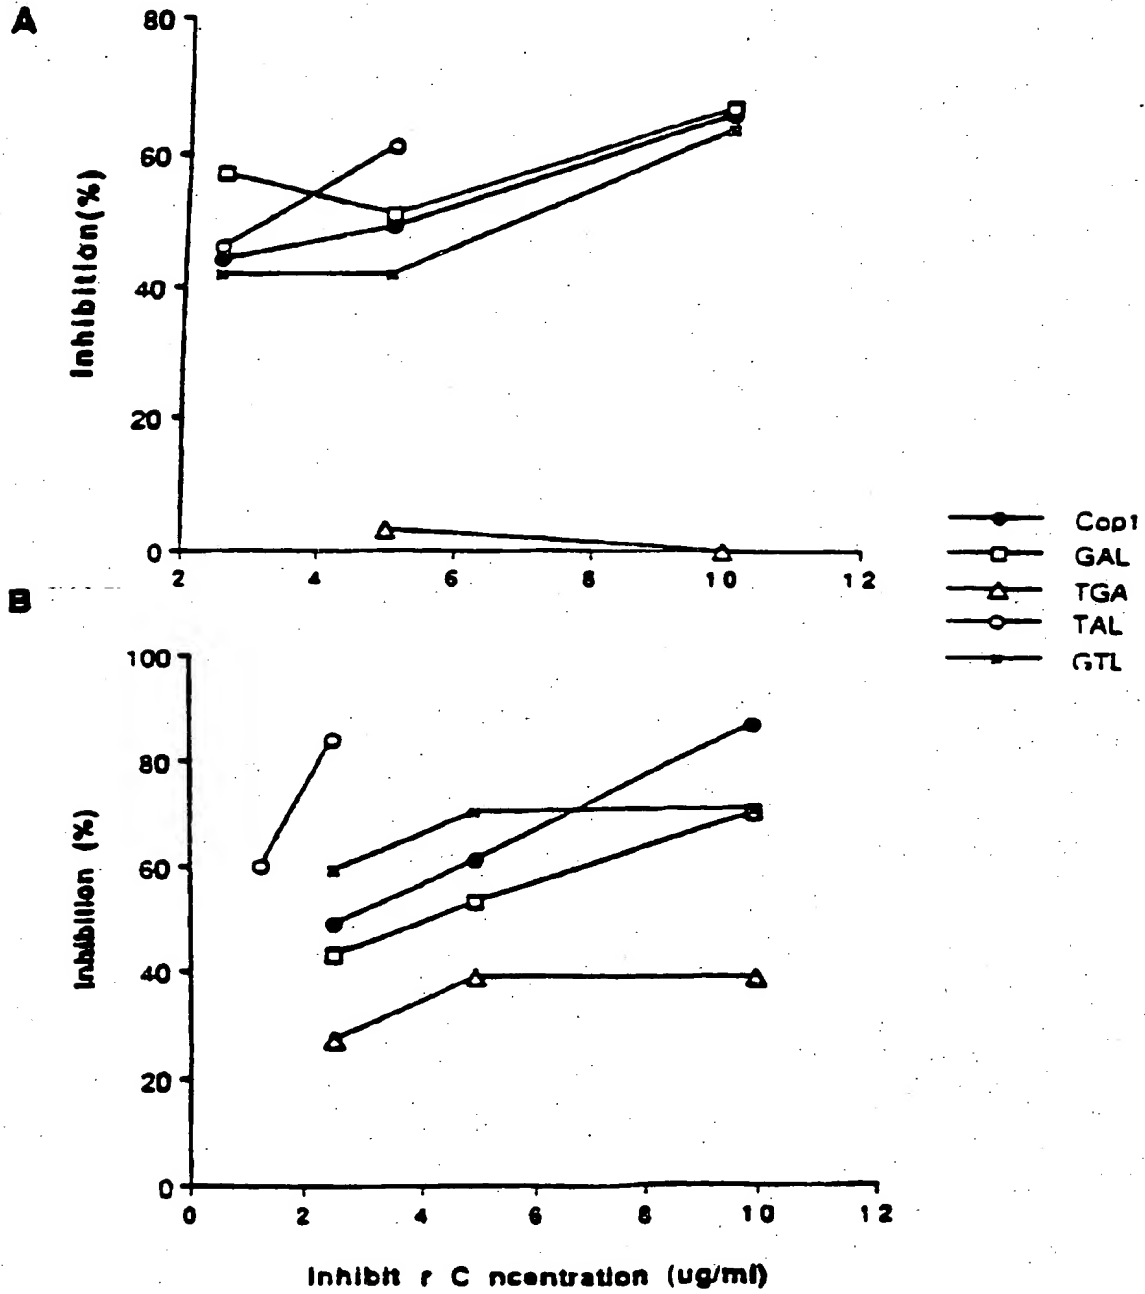 A
80
60
40
20
0
Inhibition(%)
2 4 6 8 10 12
Cop1
GAL
TGA
TAL
GTL
B
100
80
60
40
20
0
Inhibition (%)
0 2 4 6 8 10 12
Inhibit r C ncentration (ug/ml)